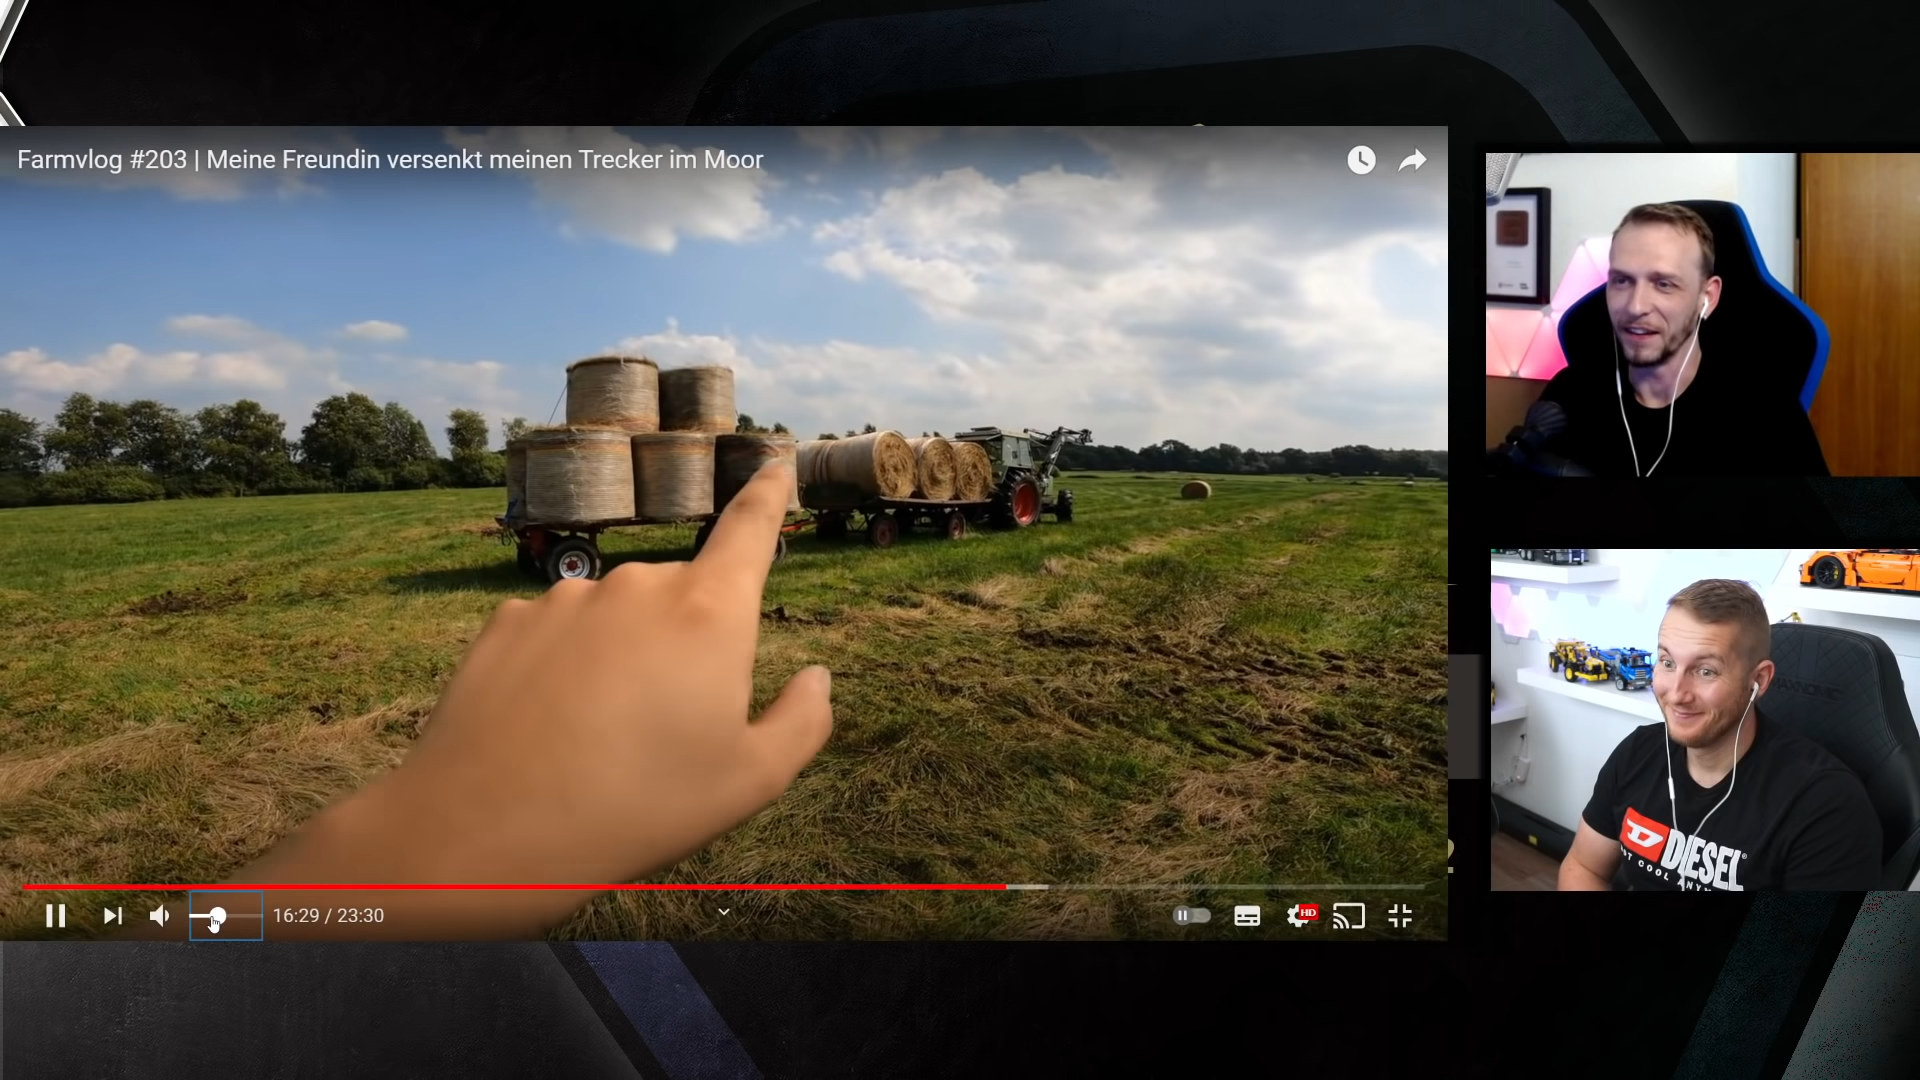 Farmvlog #203 | Meine Freundin versenkt meinen Trecker im Moor
16:29 / 23:30
HD
DIESEL